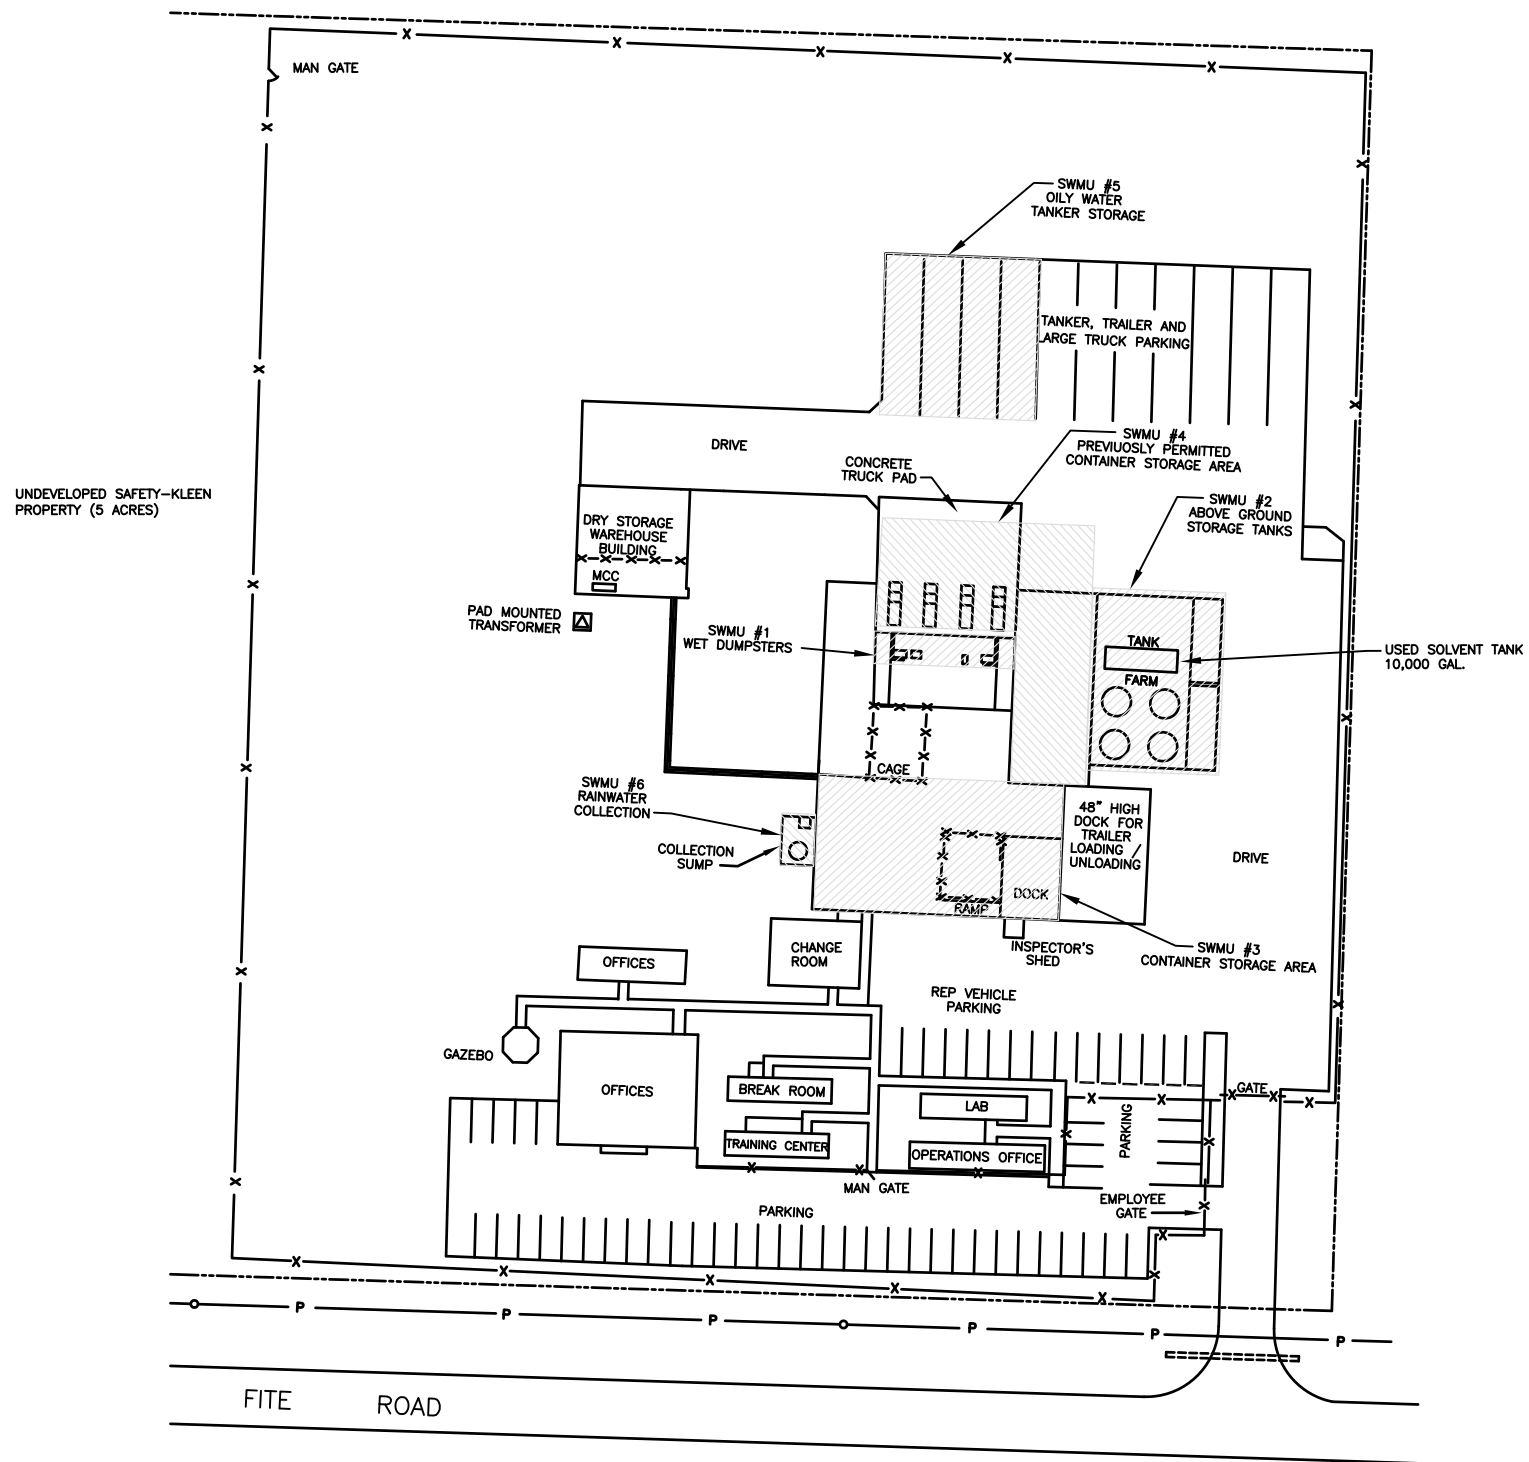 MAN GATE
SWMU #5
OILY WATER
TANKER STORAGE
TANKER, TRAILER AND
LARGE TRUCK PARKING
DRIVE
SWMU #4
PREVIUOSLY PERMITTED
CONTAINER STORAGE AREA
CONCRETE
TRUCK PAD
UNDEVELOPED SAFETY-KLEEN
PROPERTY (5 ACRES)
SWMU #2
ABOVE GROUND
STORAGE TANKS
DRY STORAGE
WAREHOUSE
BUILDING
MCC
PAD MOUNTED
TRANSFORMER
SWMU #1
WET DUMPSTERS
TANK
FARM
USED SOLVENT TANK
10,000 GAL.
CAGE
SWMU #6
RAINWATER
COLLECTION
48" HIGH
DOCK FOR
TRAILER
LOADING /
UNLOADING
COLLECTION
SUMP
DRIVE
DOCK
RAMP
CHANGE
ROOM
INSPECTOR'S
SHED
SWMU #3
CONTAINER STORAGE AREA
OFFICES
REP VEHICLE
PARKING
GAZEBO
OFFICES
BREAK ROOM
LAB
GATE
PARKING
TRAINING CENTER
OPERATIONS OFFICE
MAN GATE
EMPLOYEE
GATE
PARKING
P P P P P P
FITE ROAD